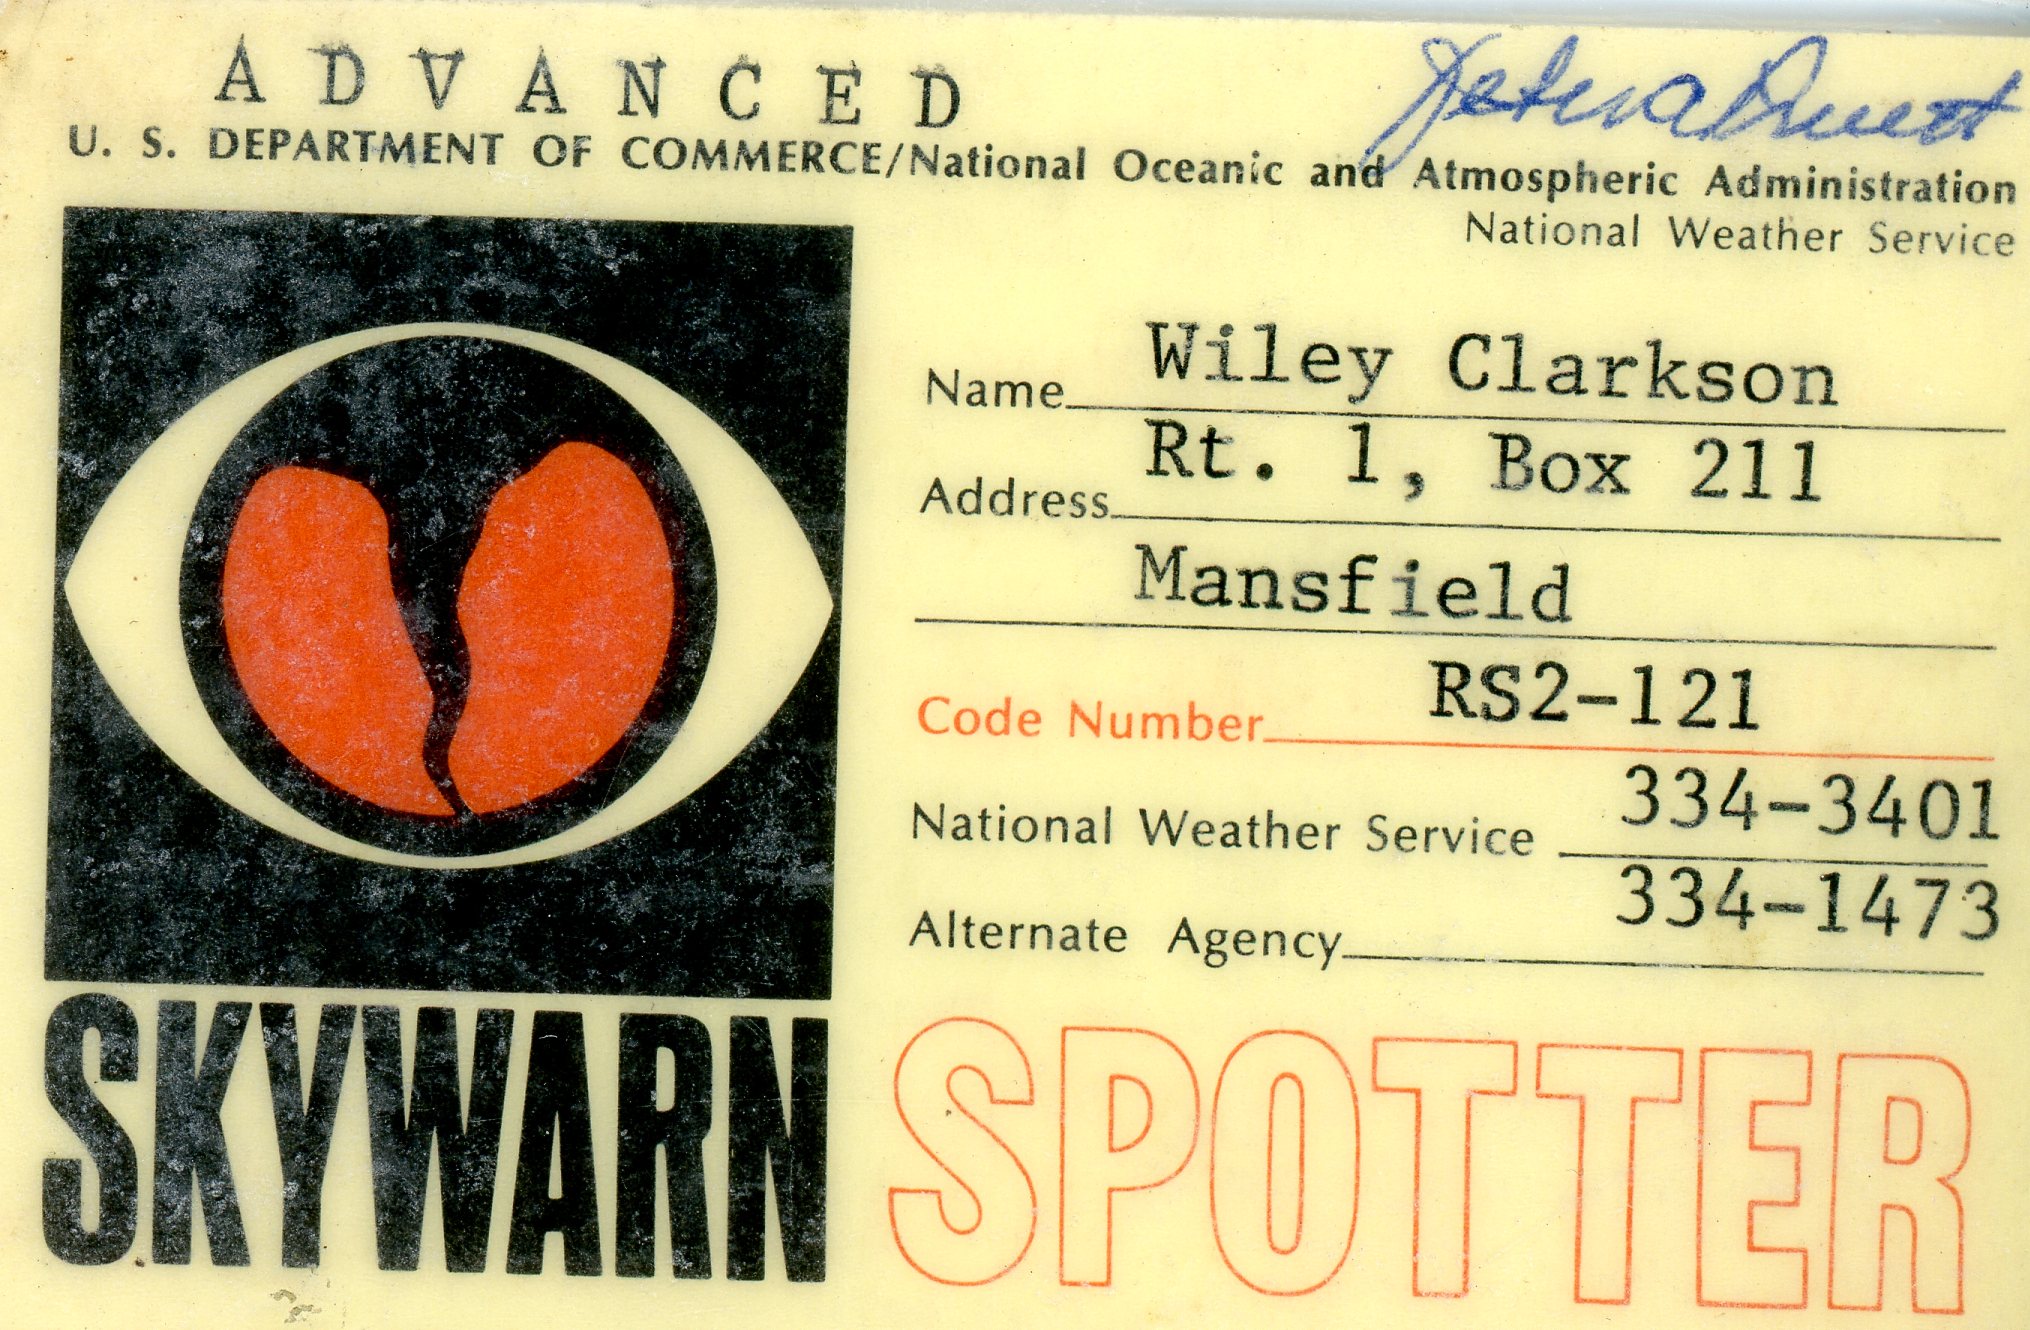 A D V A N C E D
U. S. DEPARTMENT OF COMMERCE/National Oceanic and Atmospheric Administration
National Weather Service
Name Wiley Clarkson
Address Rt. 1, Box 211
Mansfield
Code Number RS2-121
National Weather Service 334-3401
Alternate Agency 334-1473
SKYWARN
SPOTTER